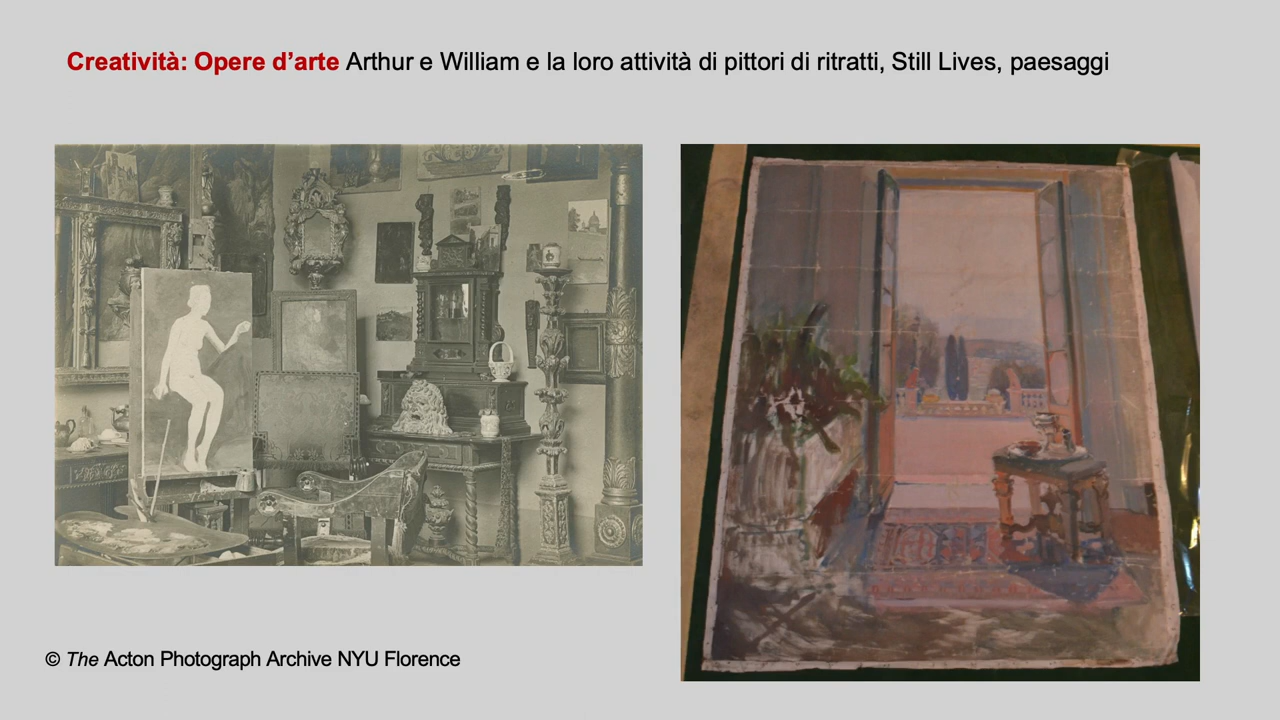 Creatività: Opere d’arte Arthur e William e la loro attività di pittori di ritratti, Still Lives, paesaggi
© The Acton Photograph Archive NYU Florence